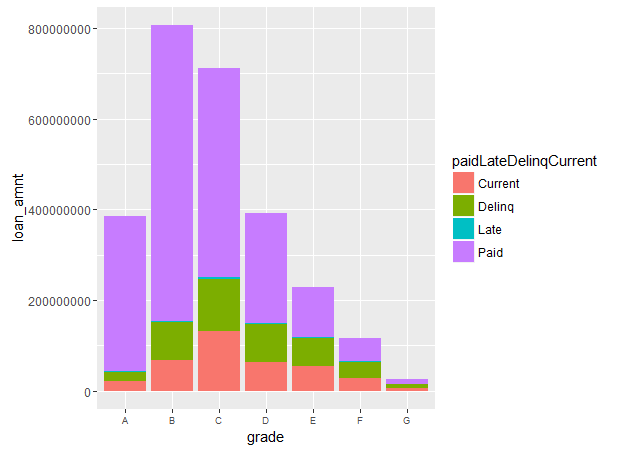 800000000
600000000
400000000
200000000
0
loan_amnt
A B C D E F G
grade
paidLateDelinqCurrent
Current
Delinq
Late
Paid